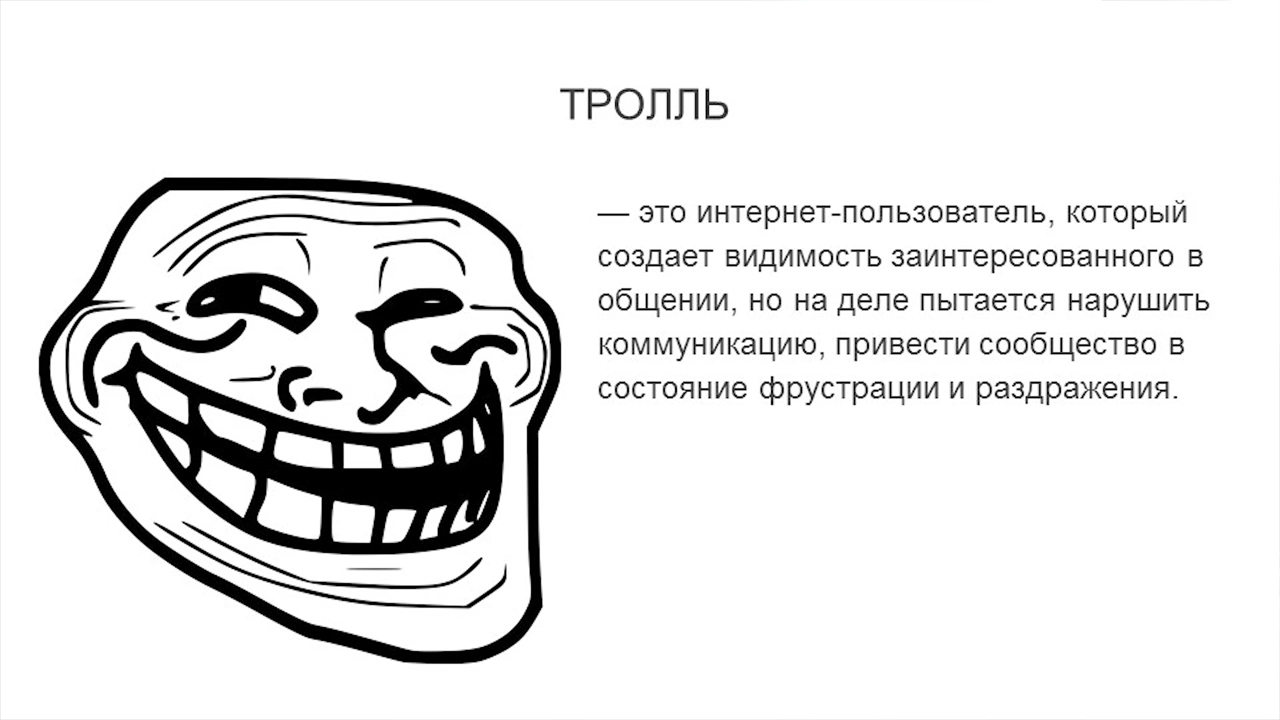 ТРОЛЛЬ
— это интернет-пользователь, который
создает видимость заинтересованного в
общении, но на деле пытается нарушить
коммуникацию, привести сообщество в
состояние фрустрации и раздражения.